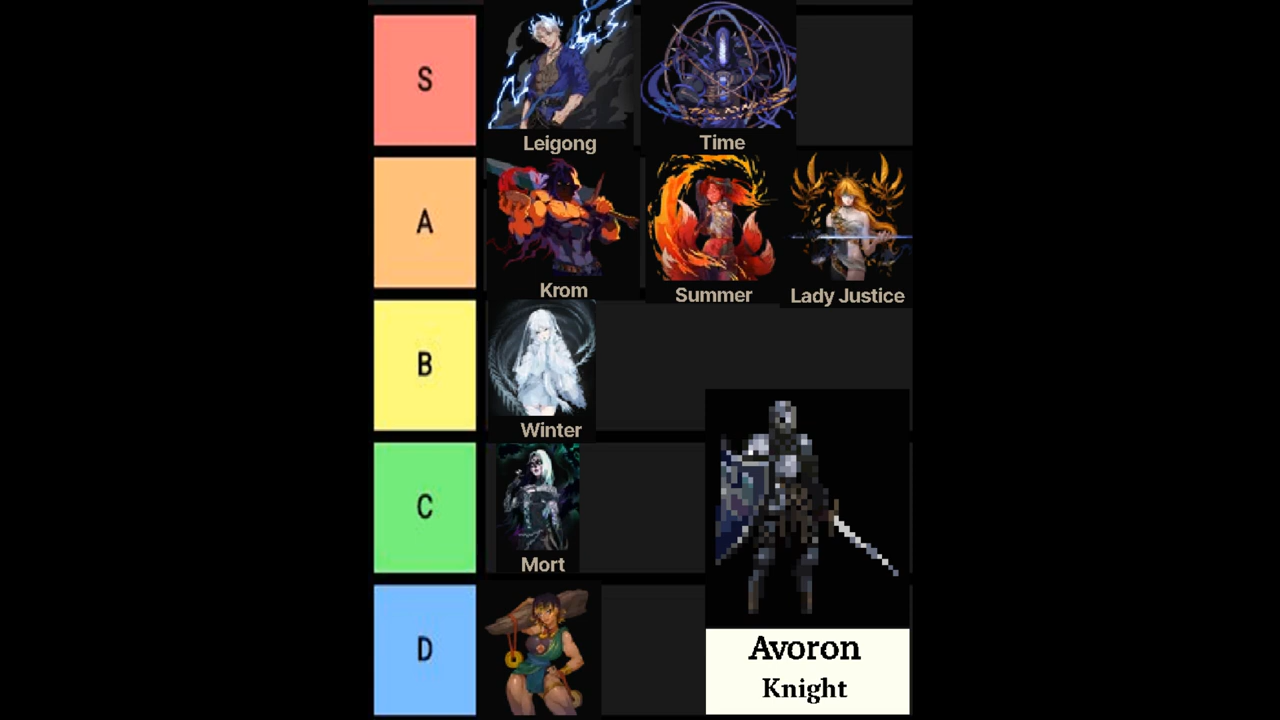 S
Leigong
Time
A
Krom
Summer
Lady Justice
B
Winter
C
Mort
D
Avoron
Knight